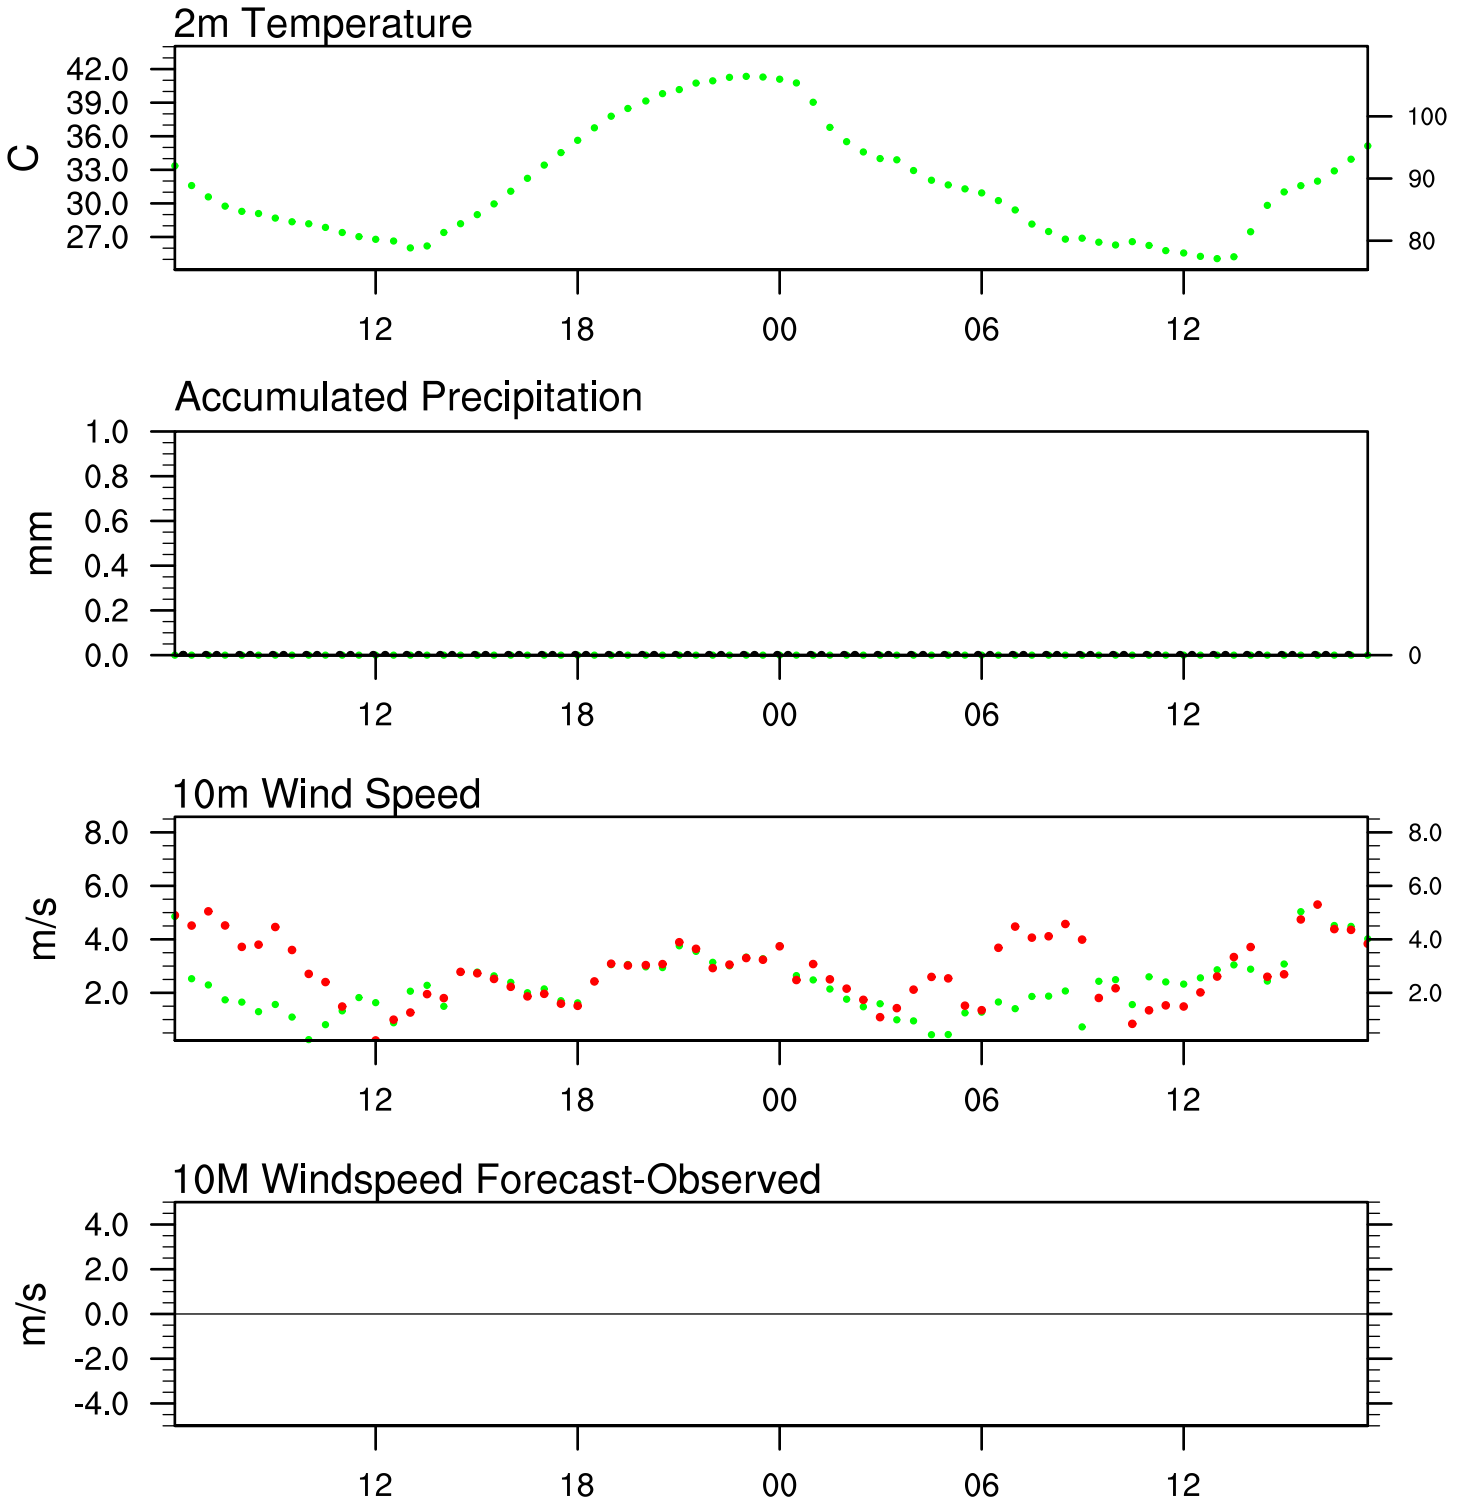 2m Temperature
42.0
39.0
36.0
33.0
30.0
27.0
C
100
90
80
12 18 00 06 12
Accumulated Precipitation
1.0
0.8
0.6
0.4
0.2
0.0
mm
0
12 18 00 06 12
10m Wind Speed
8.0 8.0
6.0 6.0
4.0 4.0
2.0 2.0
m/s
12 18 00 06 12
10M Windspeed Forecast-Observed
4.0
2.0
0.0
-2.0
-4.0
m/s
12 18 00 06 12